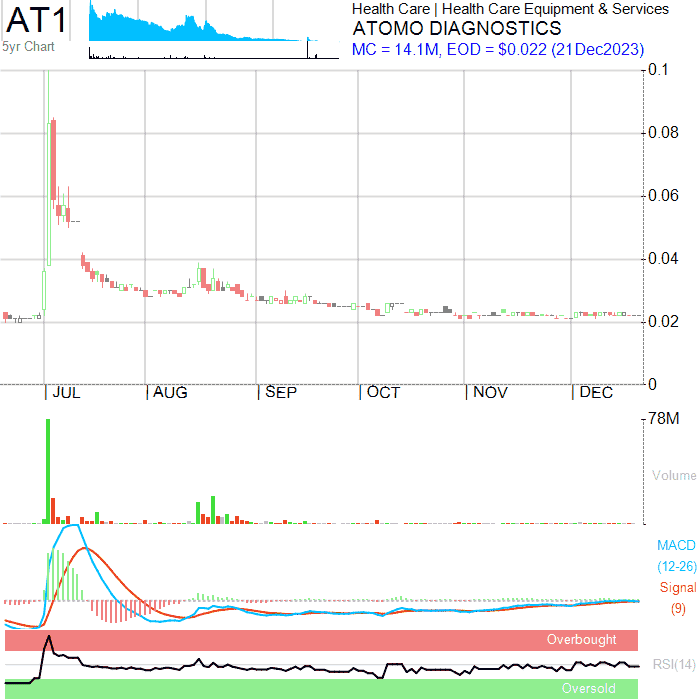 AT1
5yr Chart
Health Care | Health Care Equipment & Services
ATOMO DIAGNOSTICS
MC = 14.1M, EOD = $0.022 (21Dec2023)
0.1
0.08
0.06
0.04
0.02
0
JUL
AUG
SEP
OCT
NOV
DEC
78M
Volume
MACD
(12-26)
Signal
(9)
Overbought
RSI(14)
Oversold